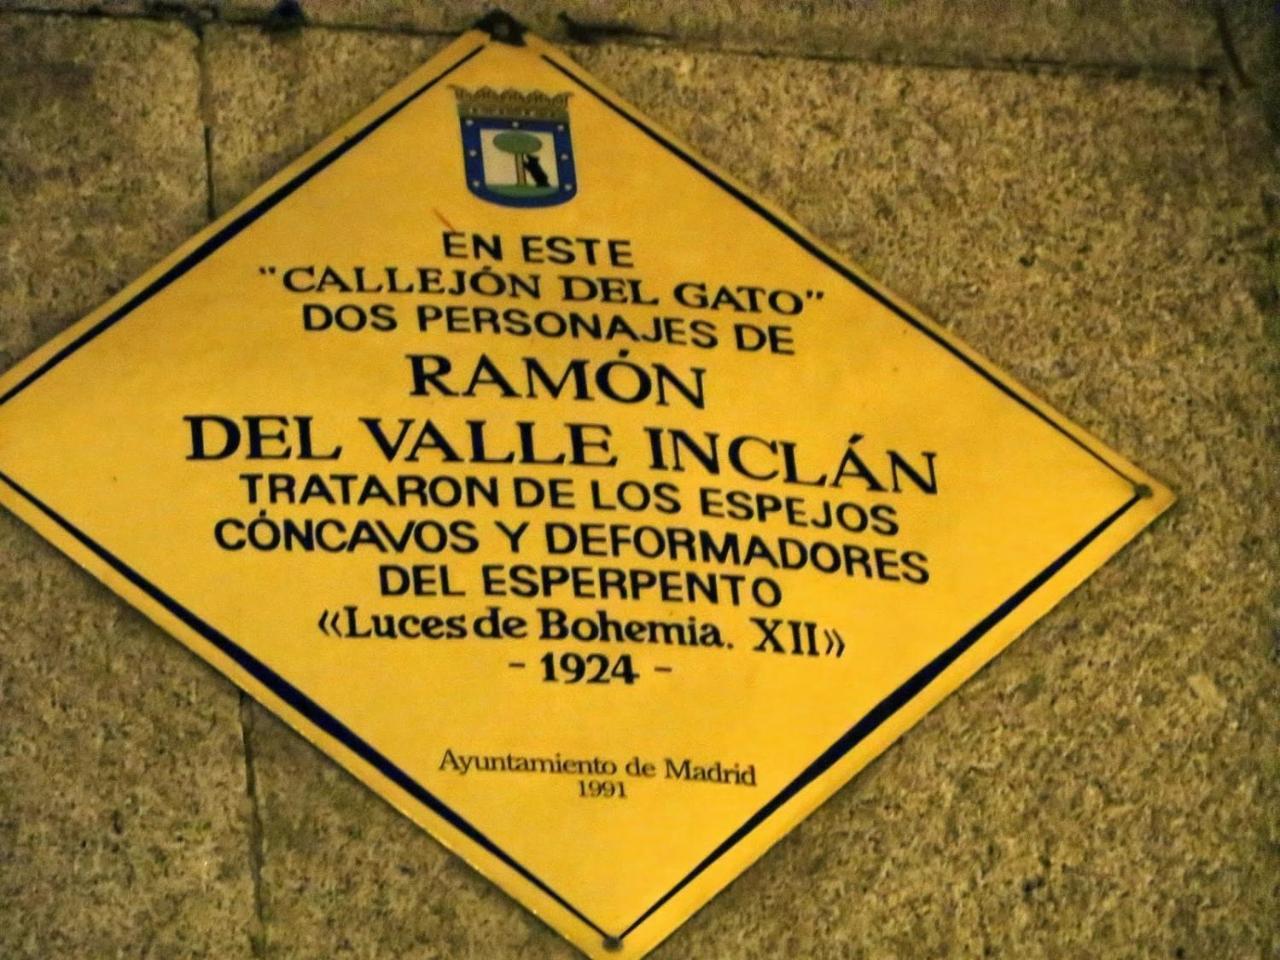 EN ESTE
"CALLEJÓN DEL GATO"
DOS PERSONAJES DE
RAMÓN
DEL VALLE INCLÁN
TRATARON DE LOS ESPEJOS
CÓNCAVOS Y DEFORMADORES
DEL ESPERPENTO
«Luces de Bohemia. XII»
- 1924 -
Ayuntamiento de Madrid
1991